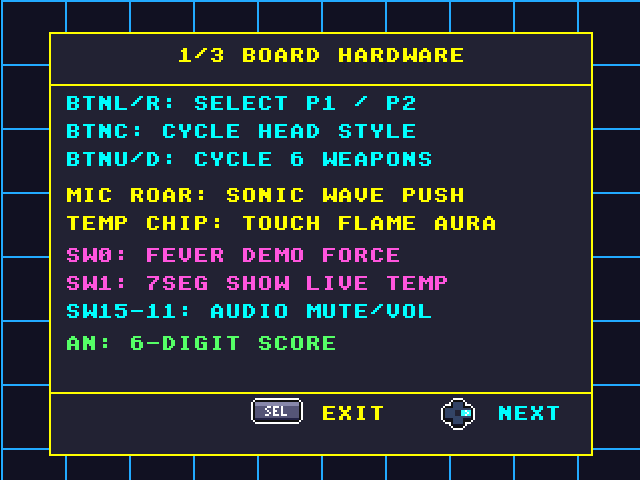 1/3 BOARD HARDWARE
BTNL/R: SELECT P1 / P2
BTNC: CYCLE HEAD STYLE
BTNU/D: CYCLE 6 WEAPONS
MIC ROAR: SONIC WAVE PUSH
TEMP CHIP: TOUCH FLAME AURA
SW0: FEVER DEMO FORCE
SW1: 7SEG SHOW LIVE TEMP
SW15-11: AUDIO MUTE/VOL
AN: 6-DIGIT SCORE
SEL EXIT NEXT